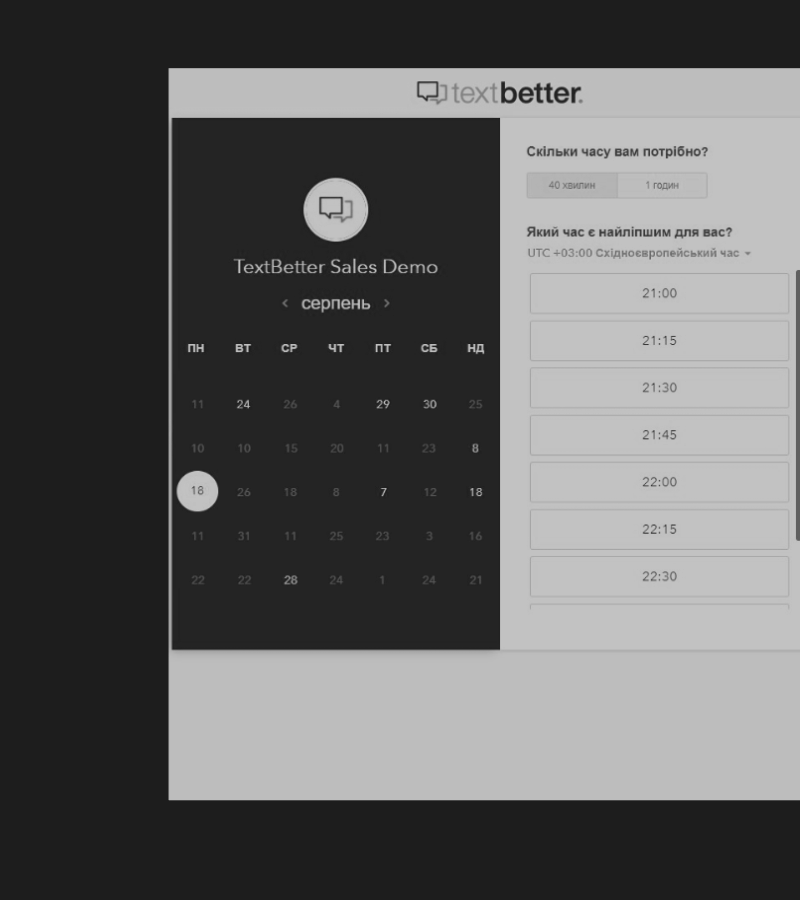 textbetter.
TextBetter Sales Demo
‹ серпень ›
ПН ВТ СР ЧТ ПТ СБ НД
11 24 26 4 29 30 25
10 10 15 20 11 23 8
18 26 18 8 7 12 18
11 31 11 25 23 3 16
22 22 28 24 1 24 21
Скільки часу вам потрібно?
40 хвилин 1 годин
Який час є найліпшим для вас?
UTC +03:00 Східноєвропейський час
21:00
21:15
21:30
21:45
22:00
22:15
22:30